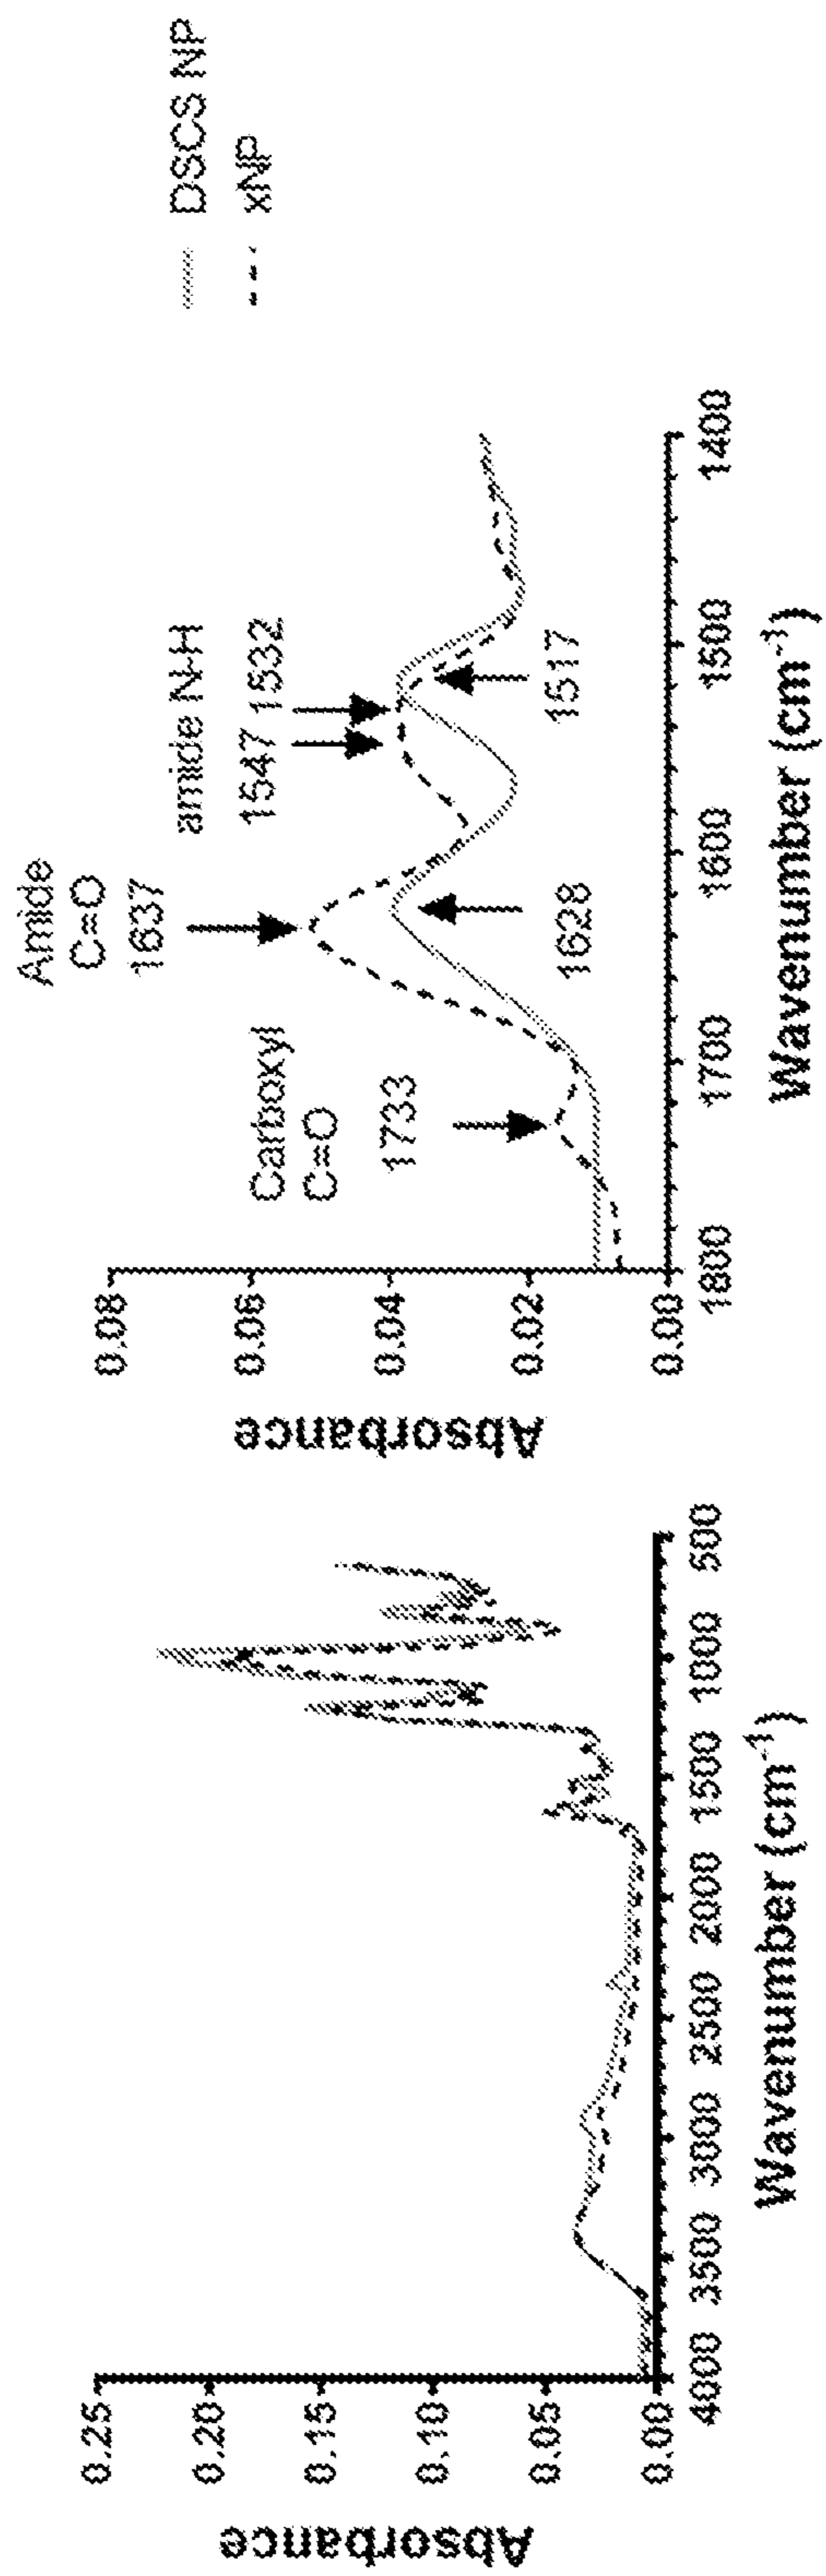 Absorbance
0.25
0.20
0.15
0.10
0.05
0.00
4000 3500 3000 2500 2000 1500 1000 500
Wavenumber (cm⁻¹)
Absorbance
0.08
0.06
0.04
0.02
0.00
1800 1700 1600 1500 1400
Wavenumber (cm⁻¹)
Carboxyl
C=O
1733
Amide
C=O
1637
1628
amide N-H
1547 1532
1517
DSCS NP
xNP